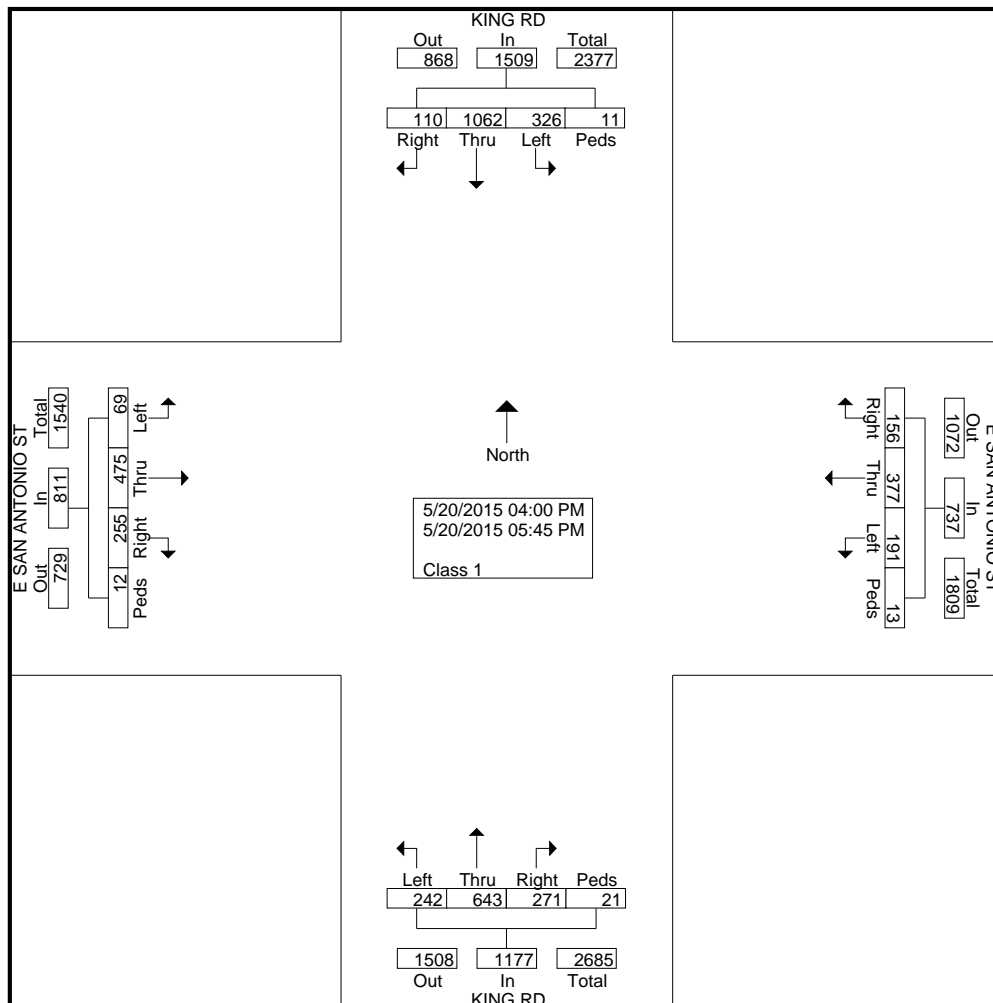 KING RD
Out In Total
868 1509 2377
110 1062 326 11
Right Thru Left Peds
E SAN ANTONIO ST
Total In Out
1540 811 729
69 475 255 12
Left Thru Right Peds
North
5/20/2015 04:00 PM
5/20/2015 05:45 PM
Class 1
Right Thru Left Peds
156 377 191 13
1072 737 1809
Out In Total
E SAN ANTONIO ST
Left Thru Right Peds
242 643 271 21
1508 1177 2685
Out In Total
KING RD